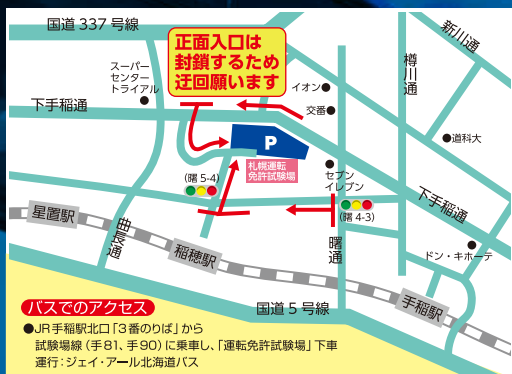 国道337号線
新川通
正面入口は
封鎖するため
迂回願います
樽川通
スーパー
センター
トライアル
イオン
交番
下手稲通
道科大
P
札幌運転
免許試験場
(曙5-4)
セブン
イレブン
下手稲通
(曙4-3)
星置駅
曲長通
稲穂駅
曙通
ドン・キホーテ
手稲駅
国道5号線
バスでのアクセス
●JR手稲駅北口「3番のりば」から
試験場線(手81、手90)に乗車し、「運転免許試験場」下車
運行:ジェイ・アール北海道バス